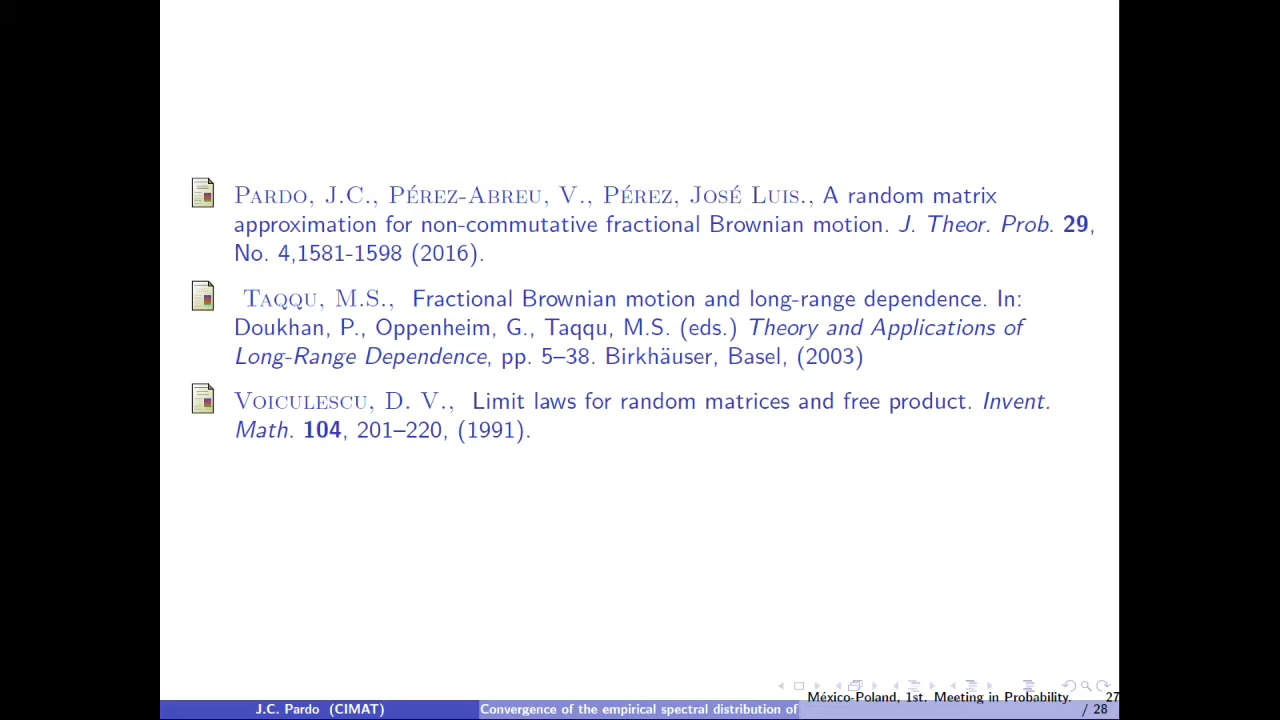 PARDO, J.C., PÉREZ-ABREU, V., PÉREZ, JOSÉ LUIS., A random matrix
approximation for non-commutative fractional Brownian motion. J. Theor. Prob. 29,
No. 4,1581-1598 (2016).
TAQQU, M.S., Fractional Brownian motion and long-range dependence. In:
Doukhan, P., Oppenheim, G., Taqqu, M.S. (eds.) Theory and Applications of
Long-Range Dependence, pp. 5–38. Birkhäuser, Basel, (2003)
VOICULESCU, D. V., Limit laws for random matrices and free product. Invent.
Math. 104, 201–220, (1991).
México-Poland, 1st. Meeting in Probability. 27
J.C. Pardo (CIMAT) Convergence of the empirical spectral distribution of / 28